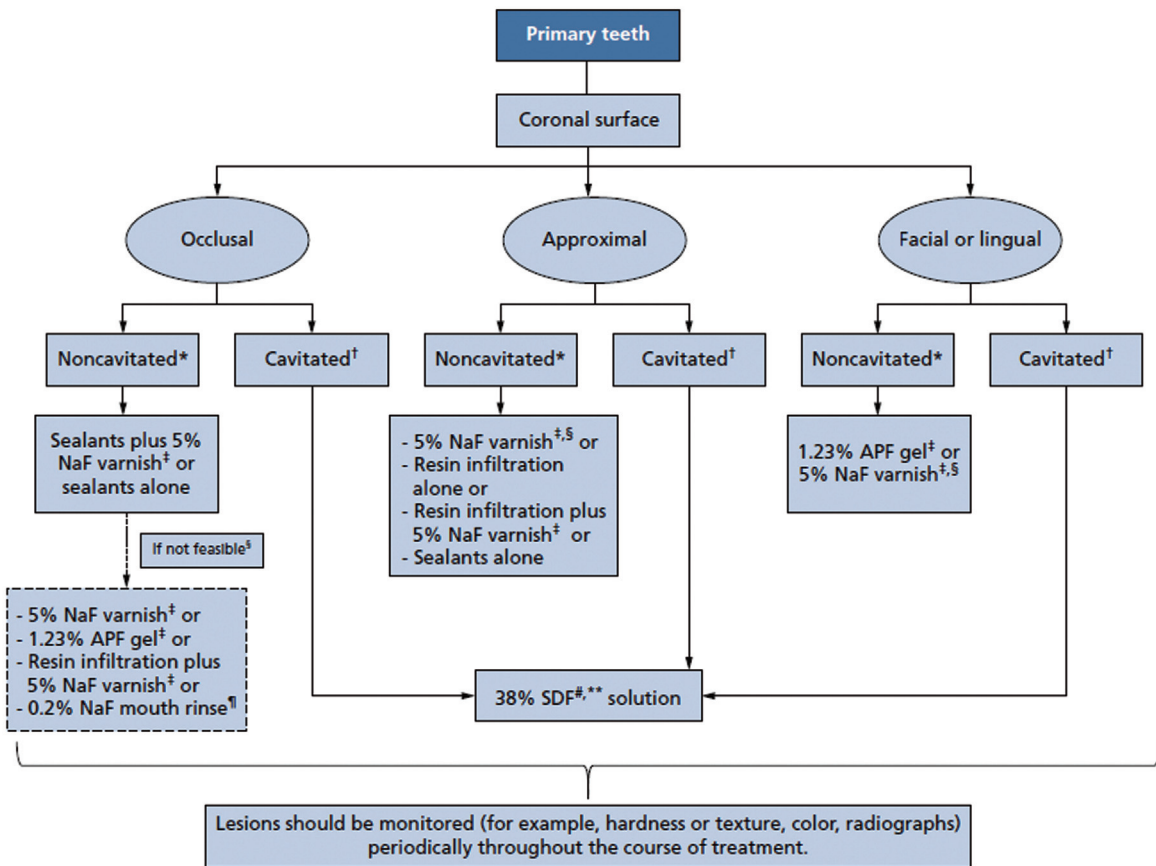 Primary teeth
Coronal surface
Occlusal
Approximal
Facial or lingual
Noncavitated*
Cavitated†
Noncavitated*
Cavitated†
Noncavitated*
Cavitated†
Sealants plus 5%
NaF varnish‡ or
sealants alone
- 5% NaF varnish‡,§ or
- Resin infiltration
alone or
- Resin infiltration plus
5% NaF varnish‡ or
- Sealants alone
1.23% APF gel‡ or
5% NaF varnish‡,§
If not feasible§
- 5% NaF varnish‡ or
- 1.23% APF gel‡ or
- Resin infiltration plus
5% NaF varnish‡ or
- 0.2% NaF mouth rinse¶
38% SDF#,** solution
Lesions should be monitored (for example, hardness or texture, color, radiographs)
periodically throughout the course of treatment.